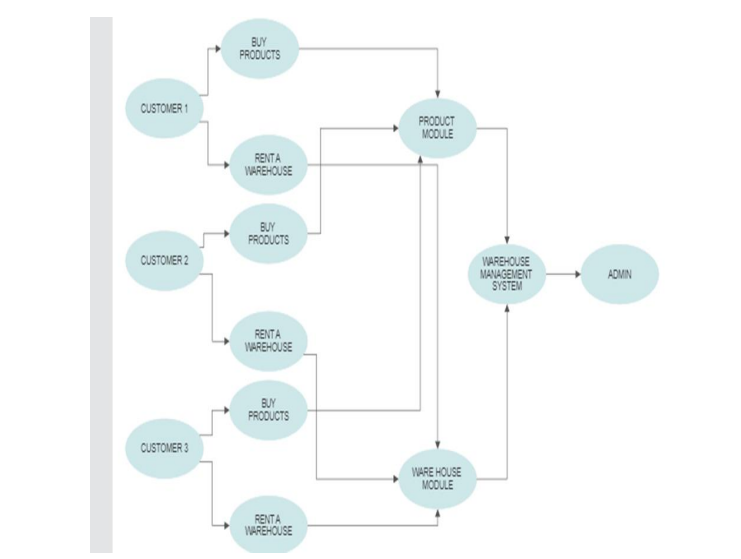 BUY
PRODUCTS
CUSTOMER 1
PRODUCT
MODULE
RENT A
WAREHOUSE
BUY
PRODUCTS
CUSTOMER 2
WAREHOUSE
MANAGEMENT
SYSTEM
ADMIN
RENT A
WAREHOUSE
BUY
PRODUCTS
CUSTOMER 3
WARE HOUSE
MODULE
RENT A
WAREHOUSE